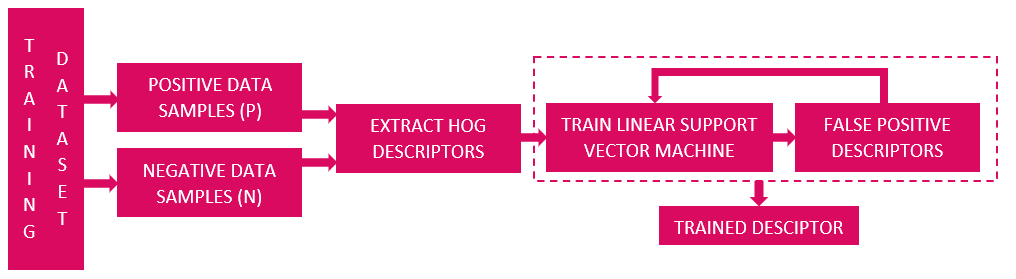 TRAINING
DATASET
POSITIVE DATA
SAMPLES (P)
NEGATIVE DATA
SAMPLES (N)
EXTRACT HOG
DESCRIPTORS
TRAIN LINEAR SUPPORT
VECTOR MACHINE
FALSE POSITIVE
DESCRIPTORS
TRAINED DESCIPTOR